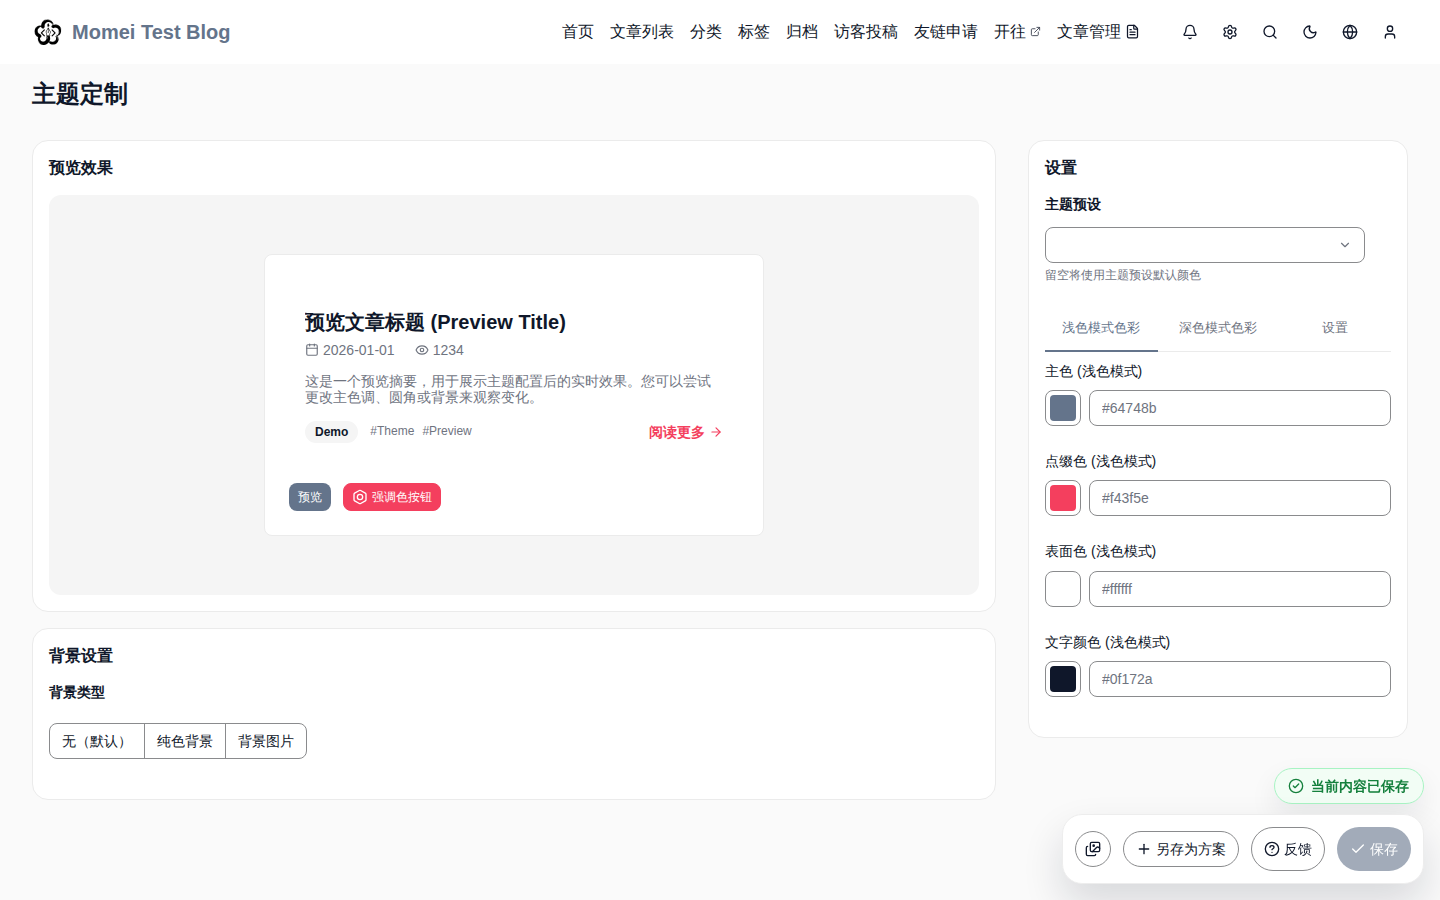 Momei Test Blog
首页 文章列表 分类 标签 归档 访客投稿 友链申请 开往 文章管理
主题定制
预览效果
预览文章标题 (Preview Title)
2026-01-01 1234
这是一个预览摘要，用于展示主题配置后的实时效果。您可以尝试
更改主色调、圆角或背景来观察变化。
Demo #Theme #Preview 阅读更多
预览 强调色按钮
背景设置
背景类型
无（默认） 纯色背景 背景图片
设置
主题预设
留空将使用主题预设默认颜色
浅色模式色彩 深色模式色彩 设置
主色 (浅色模式)
#64748b
点缀色 (浅色模式)
#f43f5e
表面色 (浅色模式)
#ffffff
文字颜色 (浅色模式)
#0f172a
当前内容已保存
另存为方案 反馈 保存